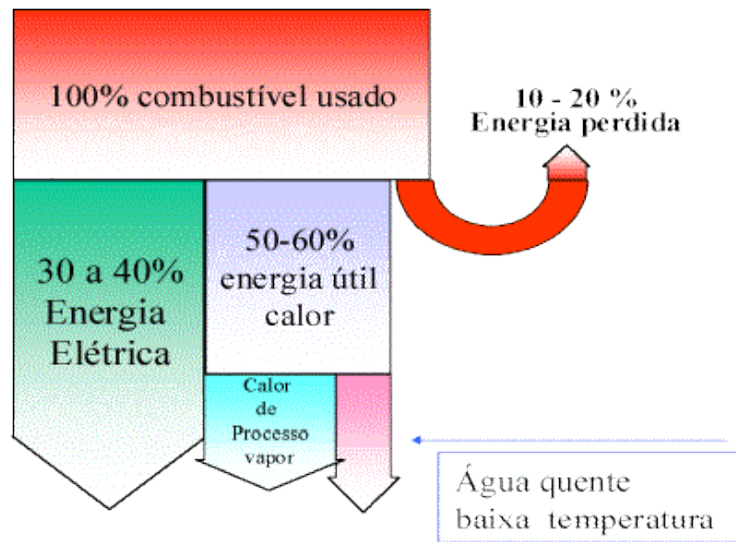 100% combustível usado
10 - 20 %
Energia perdida
30 a 40%
Energia
Elétrica
50-60%
energia útil
calor
Calor
de
Processo
vapor
Água quente
baixa temperatura